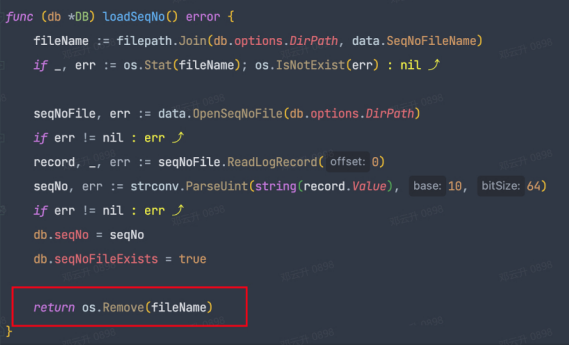 func (db *DB) loadSeqNo() error {
fileName := filepath.Join(db.options.DirPath, data.SeqNoFileName)
if _, err := os.Stat(fileName); os.IsNotExist(err) : nil ⤴
seqNoFile, err := data.OpenSeqNoFile(db.options.DirPath)
if err != nil : err ⤴
record, _, err := seqNoFile.ReadLogRecord( offset: 0)
seqNo, err := strconv.ParseUint(string(record.Value), base: 10, bitSize: 64)
if err != nil : err ⤴
db.seqNo = seqNo
db.seqNoFileExists = true
return os.Remove(fileName)
}